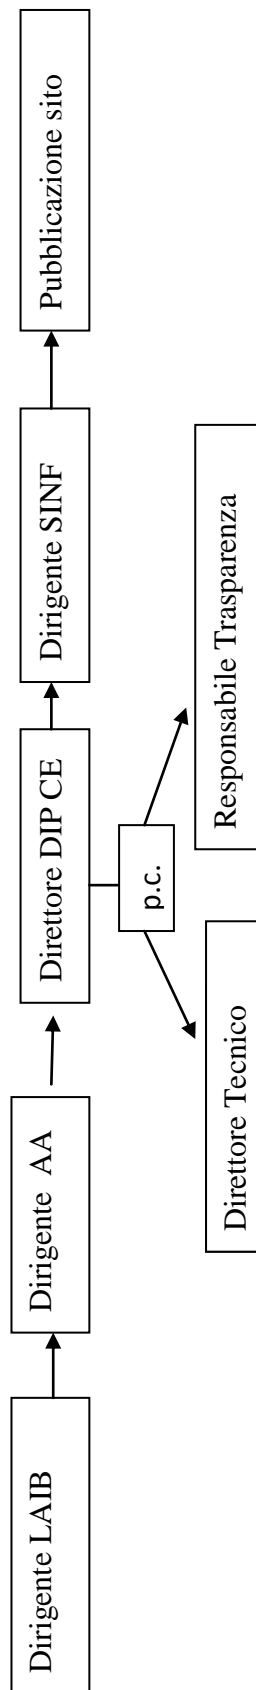 Dirigente LAIB
Dirigente  AA
Direttore DIP CE
Dirigente SINF
Pubblicazione sito
p.c.
Direttore Tecnico
Responsabile Trasparenza